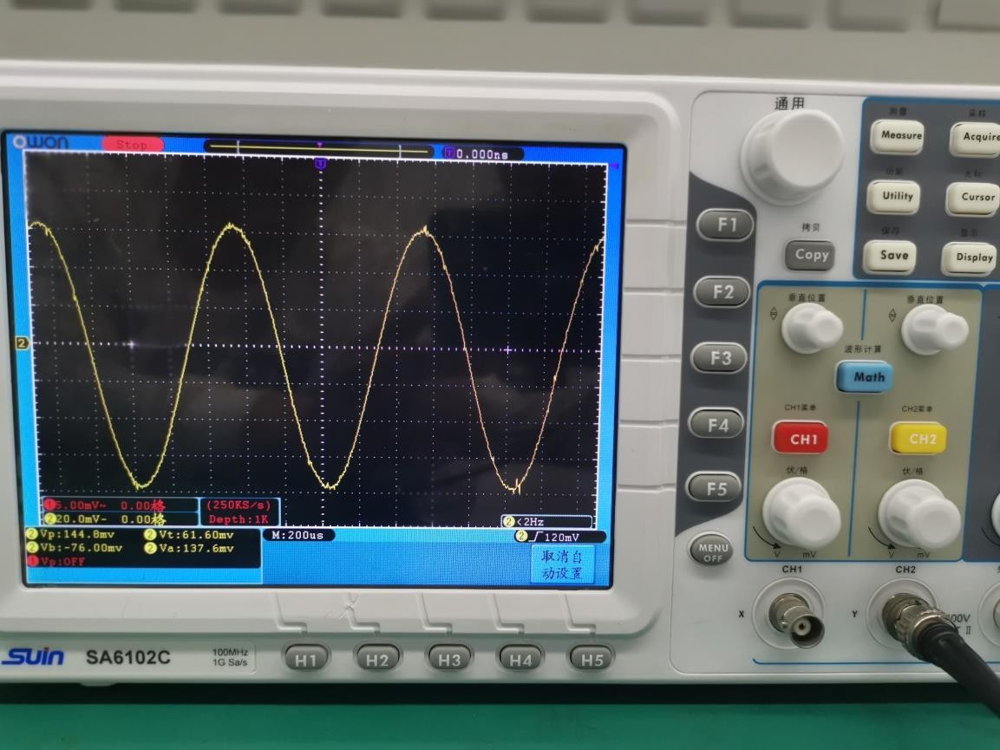 OWON Stop T 0.000ns
T
2
1 5.00mV~ 0.00格 (250KS/s)
2 20.0mV- 0.00格 Depth:1K
2 <2Hz
2 Vp:144.8mv 2 Vt:61.60mv M:200us 2 120mV
2 Vb:-76.00mv 2 Va:137.6mv
1 Vp:OFF
取消自
动设置
SUIN SA6102C 100MHz
1G Sa/s
H1 H2 H3 H4 H5
通用
测量 采样
Measure Acquire
功能 光标
Utility Cursor
保存 显示
Save Display
拷贝
Copy
F1
F2
F3
F4
F5
MENU
OFF
垂直位置 垂直位置
波形计算
Math
CH1菜单 CH2菜单
CH1 CH2
伏/格 伏/格
V mV V mV
CH1 CH2
X Y